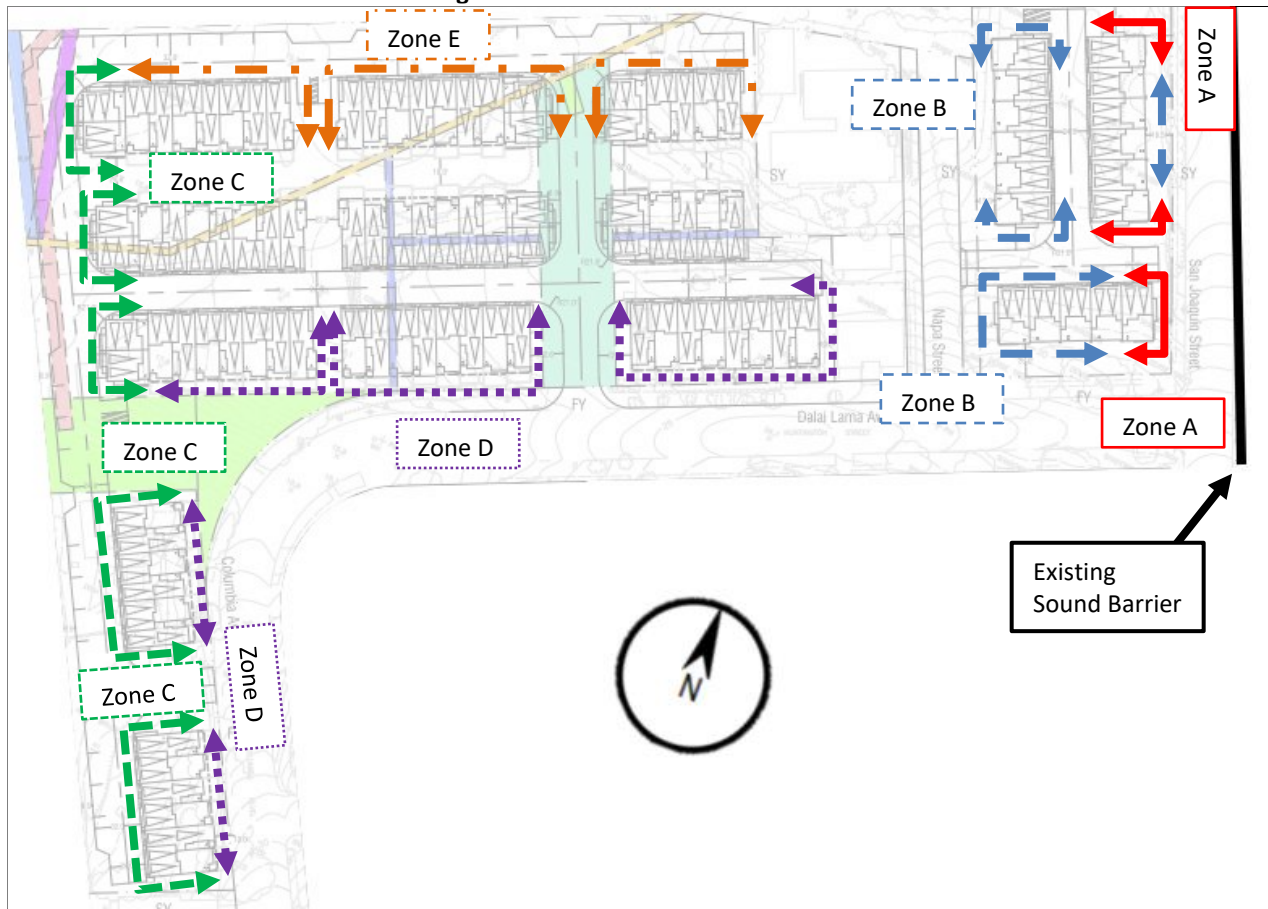 Zone E
Zone A
Zone B
Zone C
SY
SY
SY
San Joaquin Street
Napa Street
Zone B
FY
FY
Dalai Lama Av
Zone A
Zone C
Zone D
Existing
Sound Barrier
Columbia A
Zone D
Zone C
N
SY